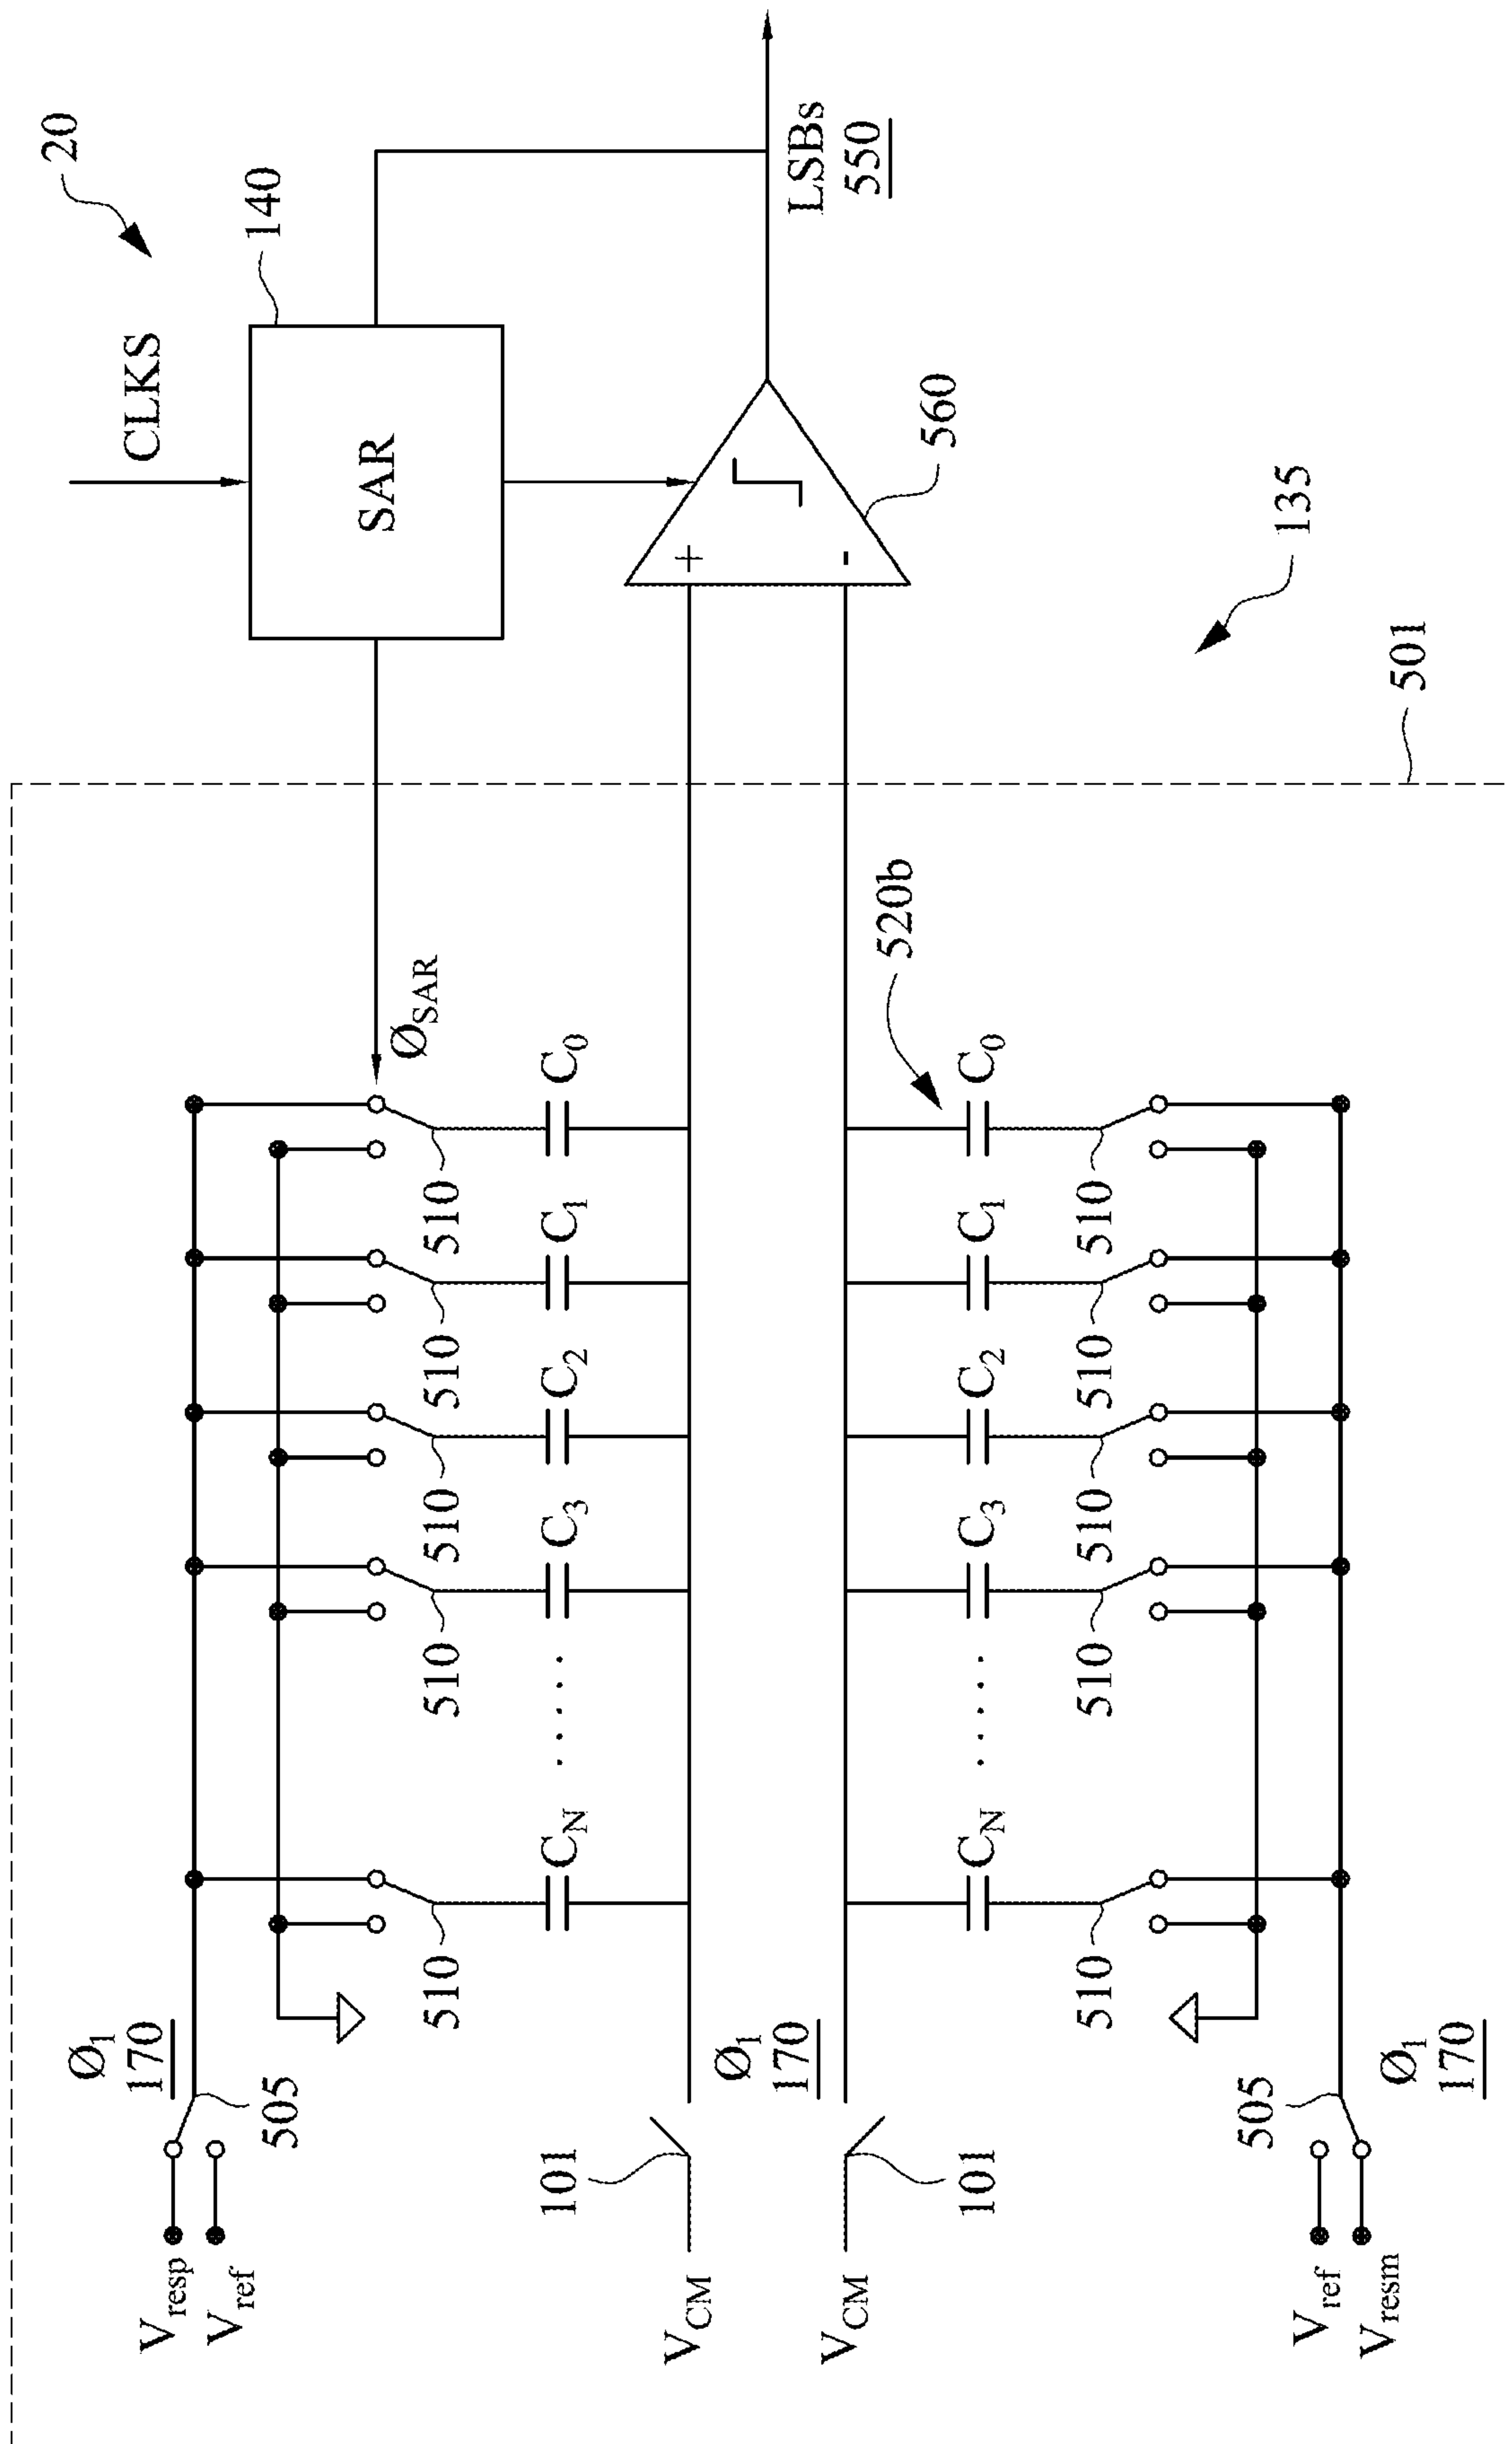 20
CLKS
140
SAR
LSBs
550
560
135
501
Ø1
170
505
Vresp
Vref
ØSAR
510
510
510
510
510
CN
. . . . .
C3
C2
C1
C0
+
-
101
VCM
Ø1
170
VCM
101
520b
CN
. . . . .
C3
C2
C1
C0
510
510
510
510
510
505
Vref
Vresm
Ø1
170